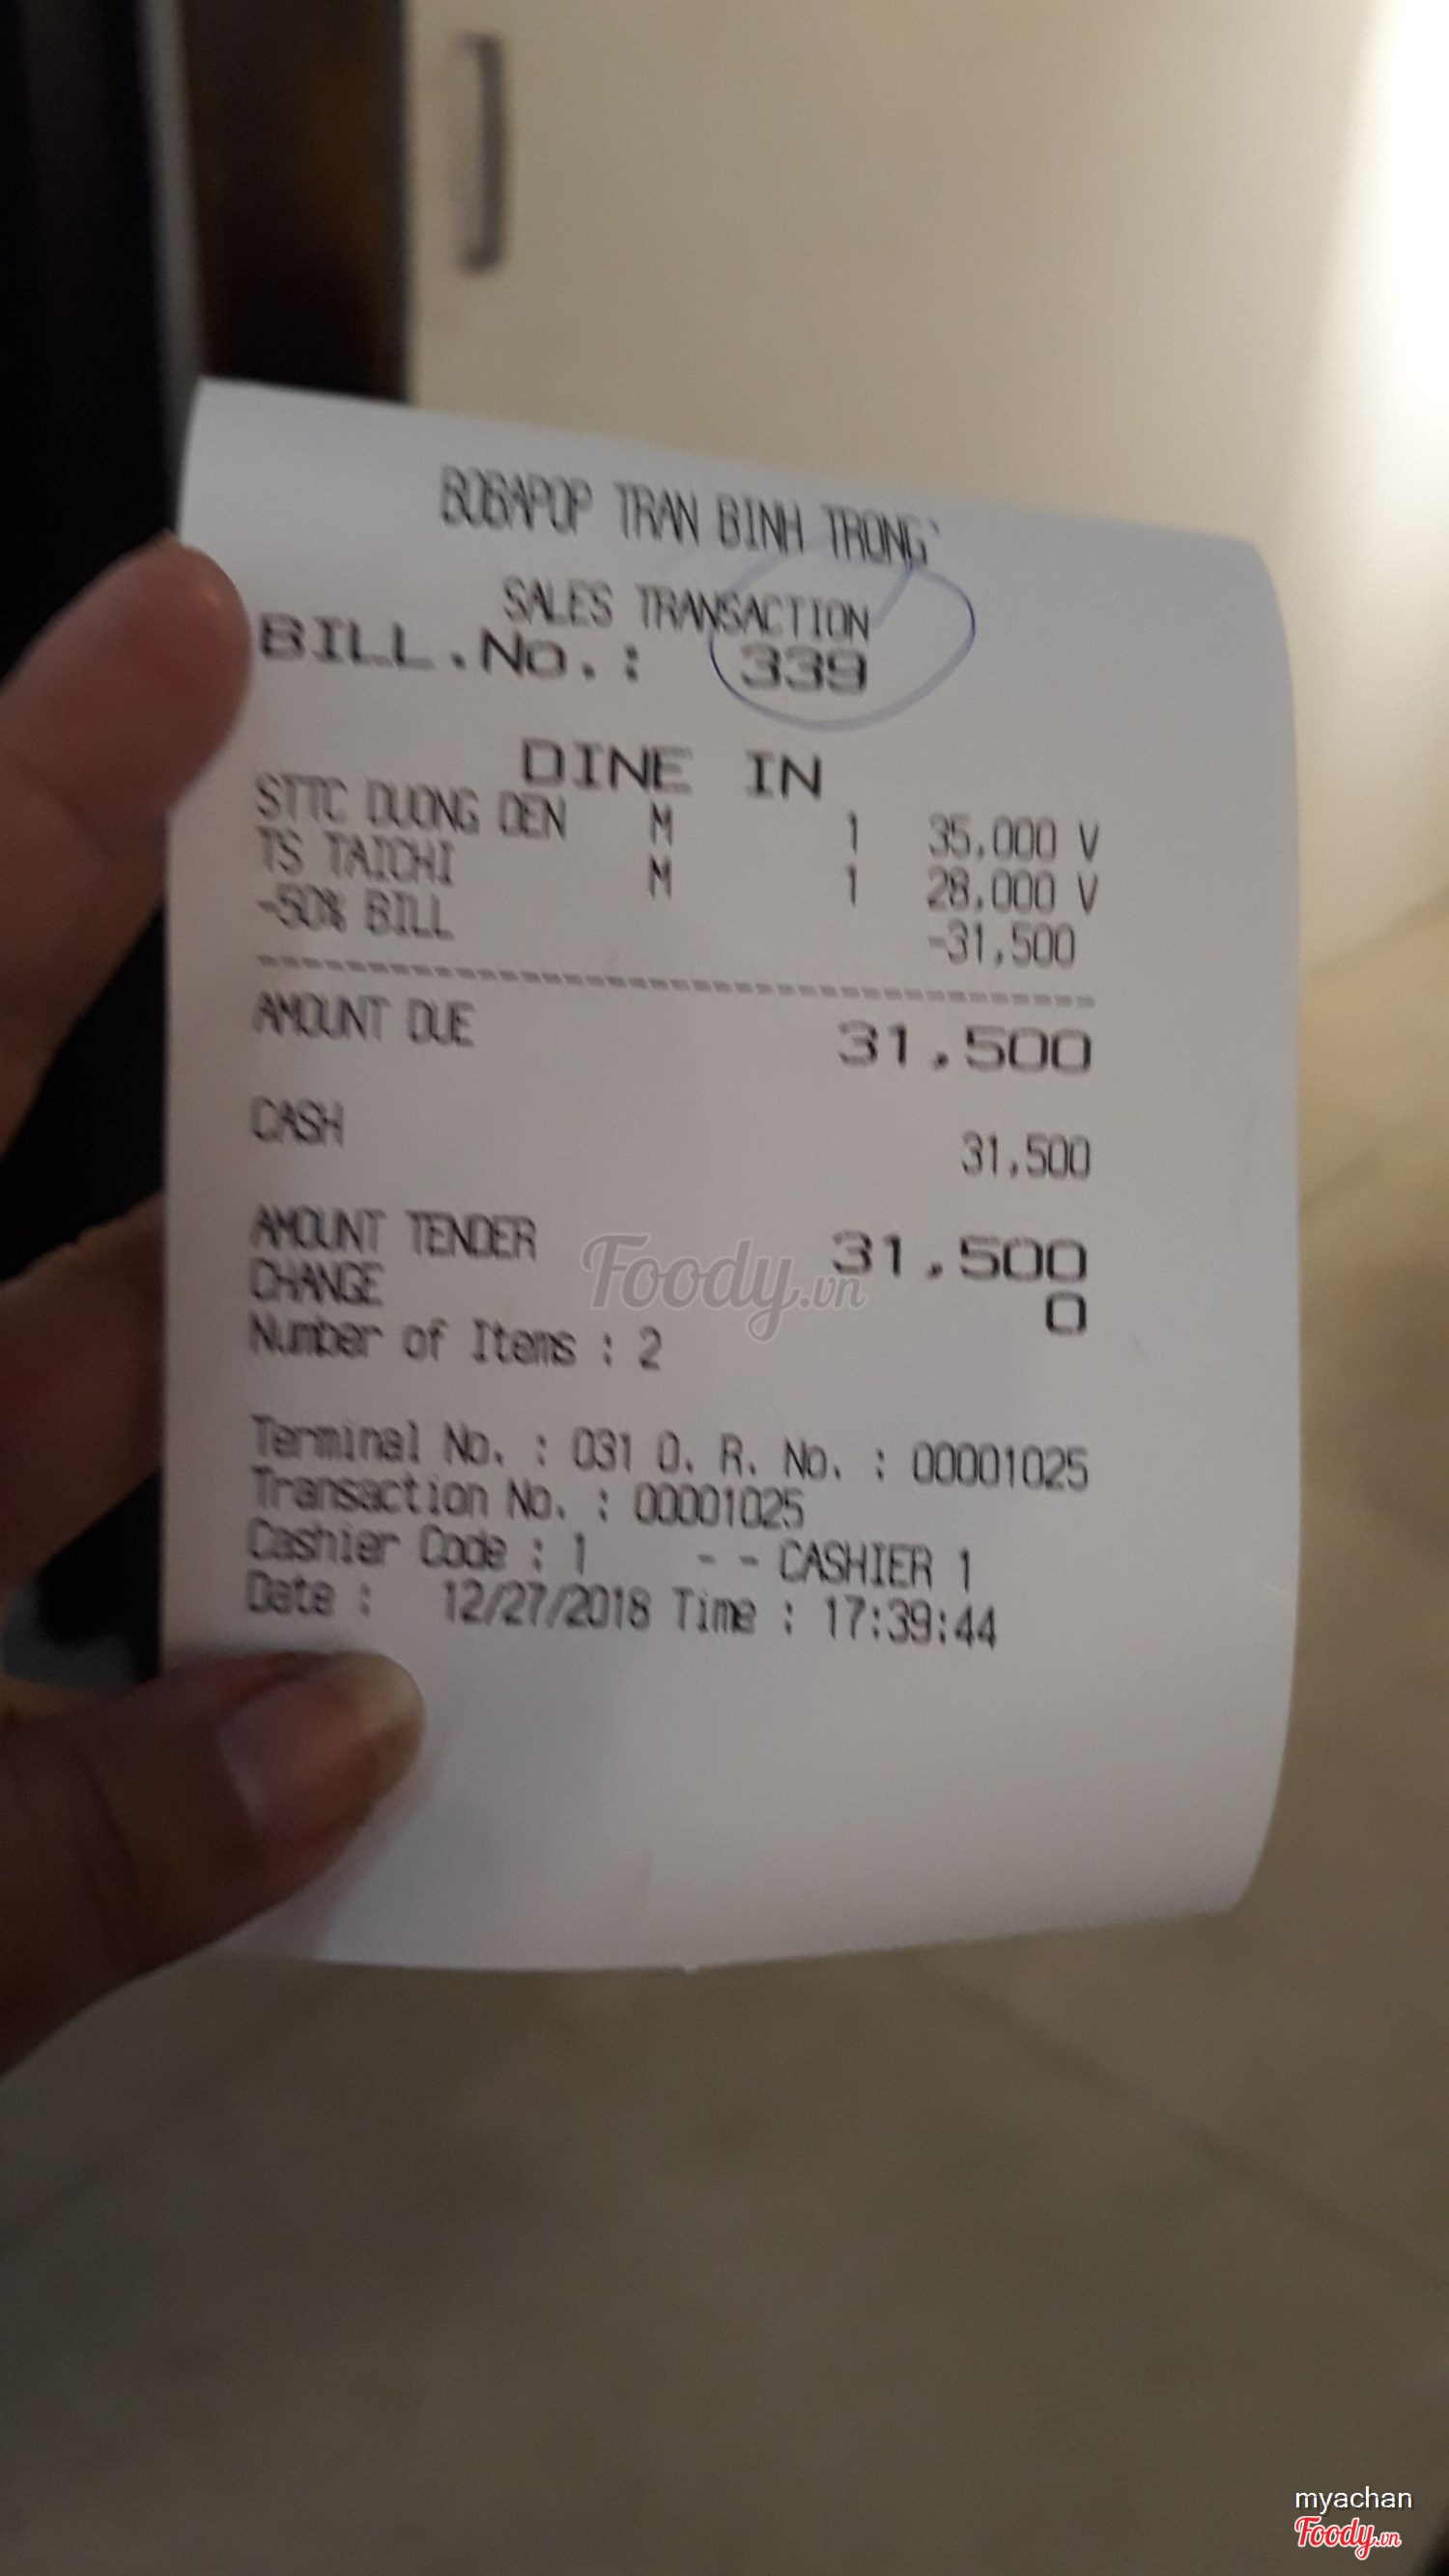 BOBAPOP TRAN BINH TRONG`
SALES TRANSACTION
BILL.No.: 339
DINE IN
STTC DUONG DEN M 1 35,000 V
TS TAICHI M 1 28,000 V
-50% BILL -31,500
AMOUNT DUE 31,500
CASH 31,500
AMOUNT TENDER 31,500
CHANGE 0
Number of Items : 2
Terminal No. : 031 O. R. No. : 00001025
Transaction No. : 00001025
Cashier Code : 1 - - CASHIER 1
Date : 12/27/2018 Time : 17:39:44
Foody.vn
myachan
Foody.vn